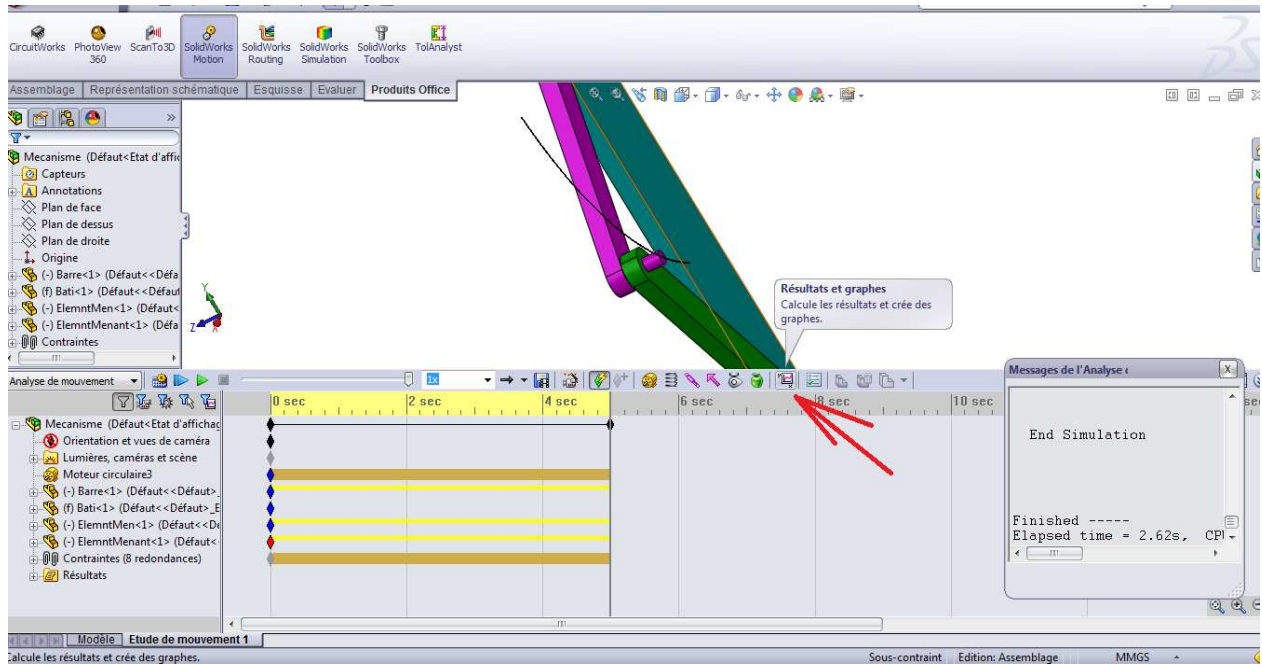 CircuitWorks PhotoView 360 ScanTo3D SolidWorks Motion SolidWorks Routing SolidWorks Simulation SolidWorks Toolbox TolAnalyst
Assemblage Représentation schématique Esquisse Evaluer Produits Office
Mecanisme (Défaut<Etat d'affic
Capteurs
Annotations
Plan de face
Plan de dessus
Plan de droite
Origine
(-) Barre<1> (Défaut<<Défa
(f) Bati<1> (Défaut<<Défaut
(-) ElemntMen<1> (Défaut<
(-) ElemntMenant<1> (Défa
Contraintes
Y
Z
X
Résultats et graphes
Calcule les résultats et crée des
graphes.
Analyse de mouvement
1x
Messages de l'Analyse
End Simulation
Finished -----
Elapsed time = 2.62s, CPU
0 sec 2 sec 4 sec 6 sec 8 sec 10 sec
Mecanisme (Défaut<Etat d'affichag
Orientation et vues de caméra
Lumières, caméras et scène
Moteur circulaire3
(-) Barre<1> (Défaut<<Défaut>_
(f) Bati<1> (Défaut<<Défaut>_E
(-) ElemntMen<1> (Défaut<<De
(-) ElemntMenant<1> (Défaut<
Contraintes (8 redondances)
Résultats
Modèle Etude de mouvement 1
Calcule les résultats et crée des graphes.
Sous-contraint Edition: Assemblage MMGS